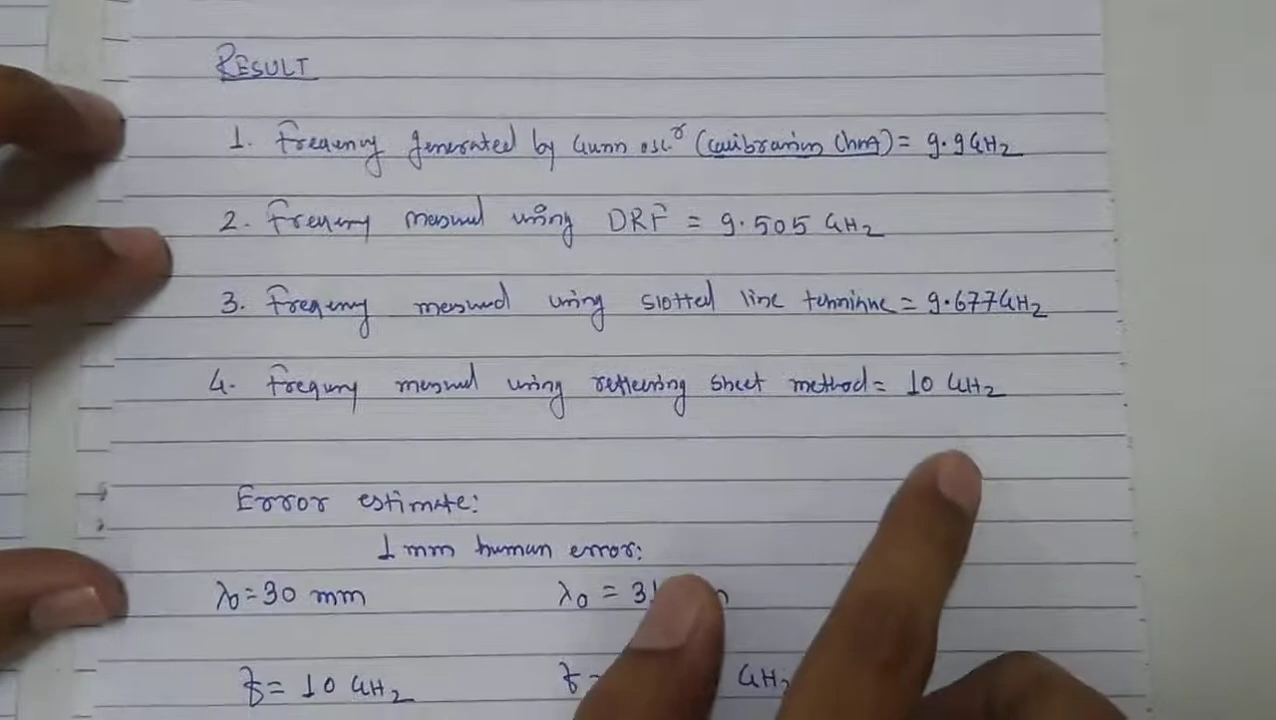 RESULT
1. Frequency generated by Gunn oscʳ (calibration chart) = 9.9 GHz
2. Frequency measured using DRF = 9.505 GHz
3. Frequency measured using slotted line technique = 9.677 GHz
4. Frequency measured using reflecting sheet method = 10 GHz
Error estimate:
1 mm human error:
λ0 = 30 mm λ0 = 31
f = 10 GHz f = GHz